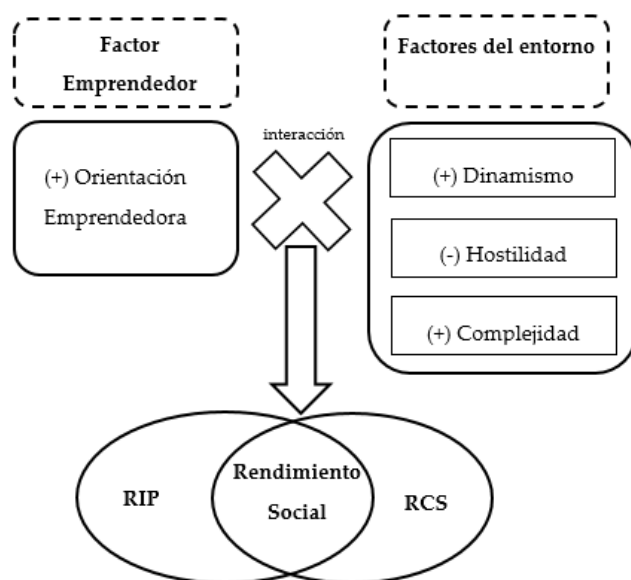 Factor
Emprendedor
Factores del entorno
interacción
(+) Orientación
Emprendedora
(+) Dinamismo
(-) Hostilidad
(+) Complejidad
RIP
Rendimiento
Social
RCS